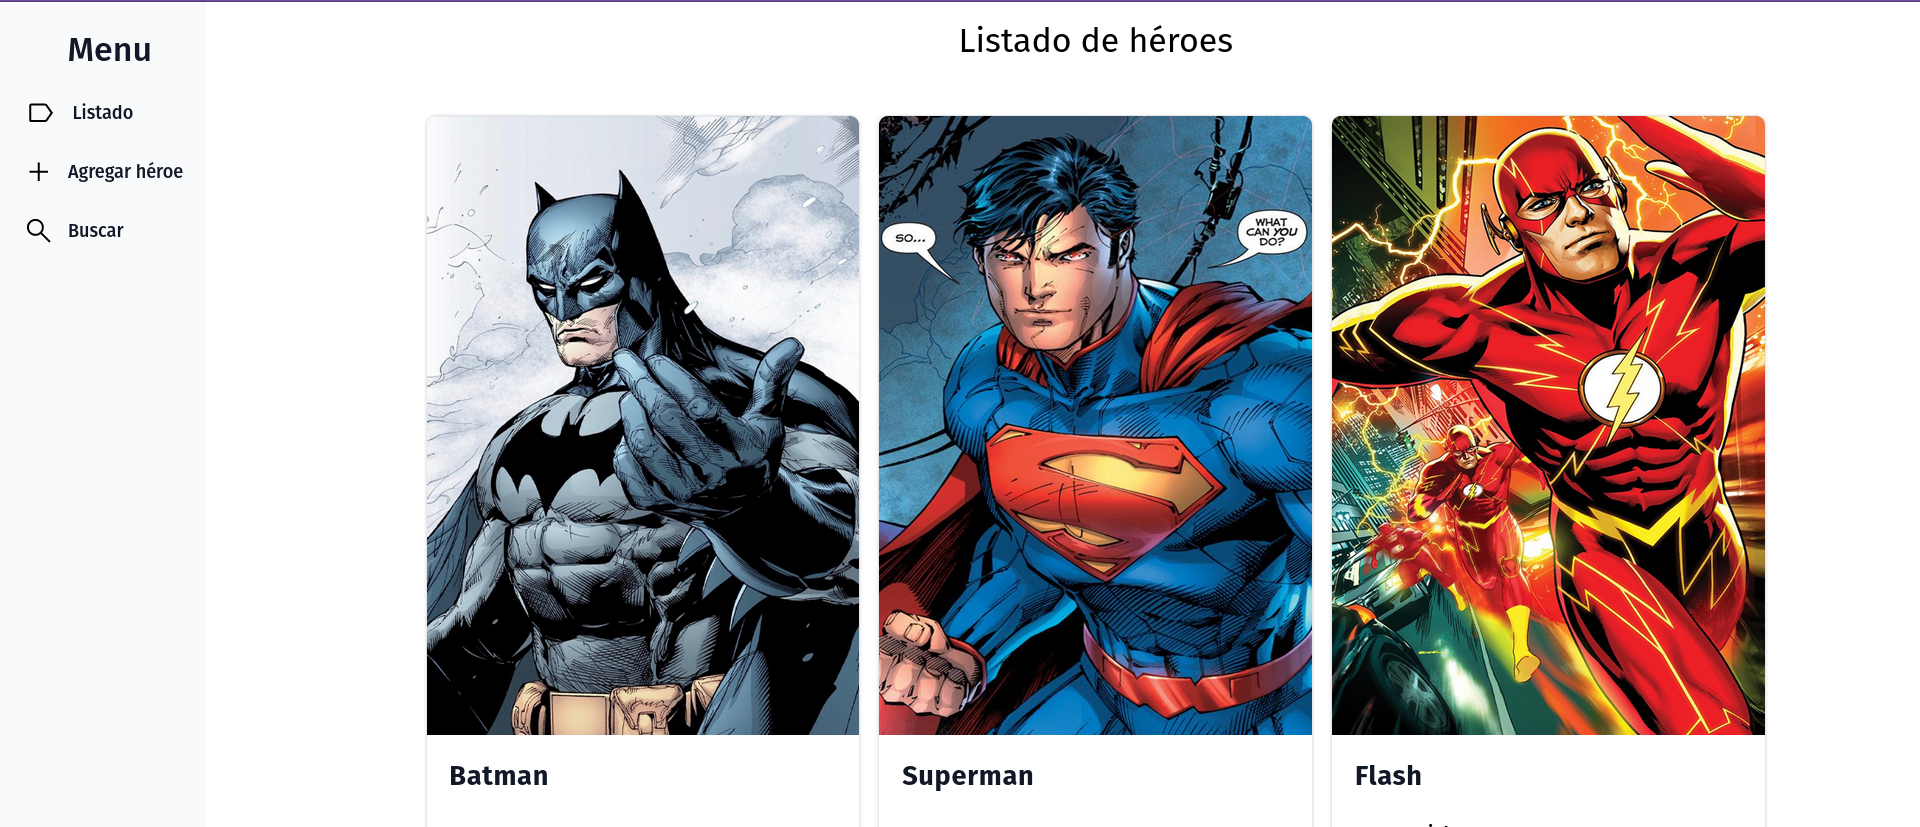 Menu
Listado
Agregar héroe
Buscar
Listado de héroes
SO...
WHAT
CAN YOU
DO?
Batman
Superman
Flash